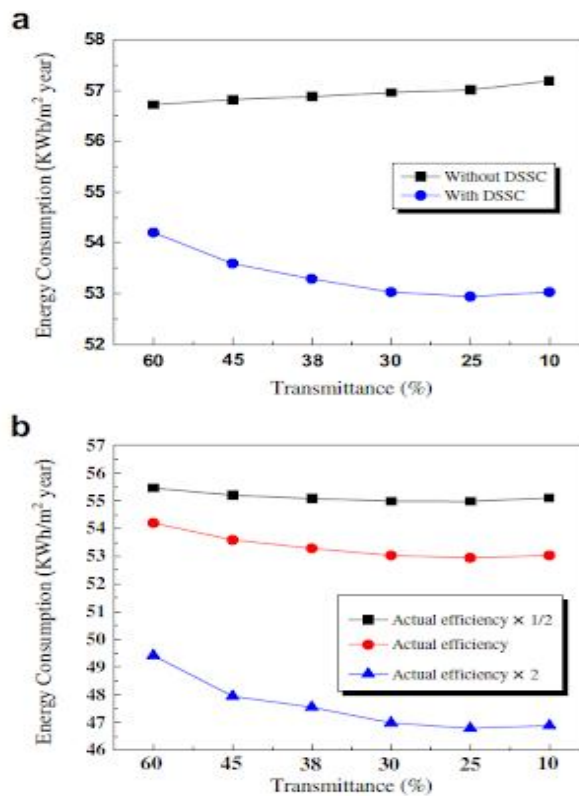 a
Energy Consumption (KWh/m² year)
58
57
56
55
54
53
52
Without DSSC
With DSSC
60 45 38 30 25 10
Transmittance (%)
b
Energy Consumption (KWh/m² year)
57
56
55
54
53
52
51
50
49
48
47
46
Actual efficiency × 1/2
Actual efficiency
Actual efficiency × 2
60 45 38 30 25 10
Transmittance (%)